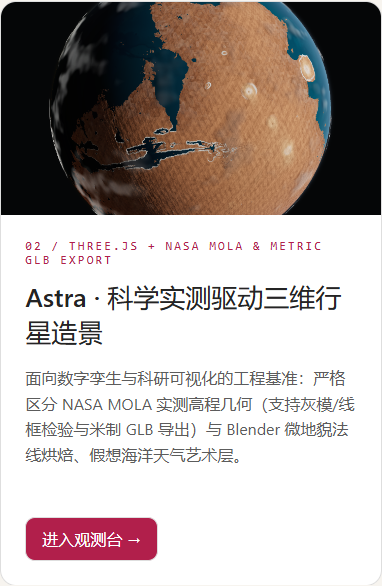 02 / THREE.JS + NASA MOLA & METRIC
GLB EXPORT
Astra · 科学实测驱动三维行
星造景
面向数字孪生与科研可视化的工程基准：严格
区分 NASA MOLA 实测高程几何（支持灰模/线
框检验与米制 GLB 导出）与 Blender 微地貌法
线烘焙、假想海洋天气艺术层。
进入观测台 →